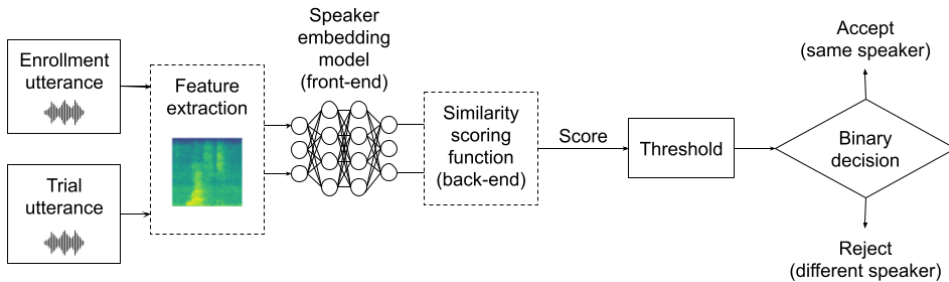 Enrollment
utterance
Trial
utterance
Feature
extraction
Speaker
embedding
model
(front-end)
Similarity
scoring
function
(back-end)
Score
Threshold
Binary
decision
Accept
(same speaker)
Reject
(different speaker)